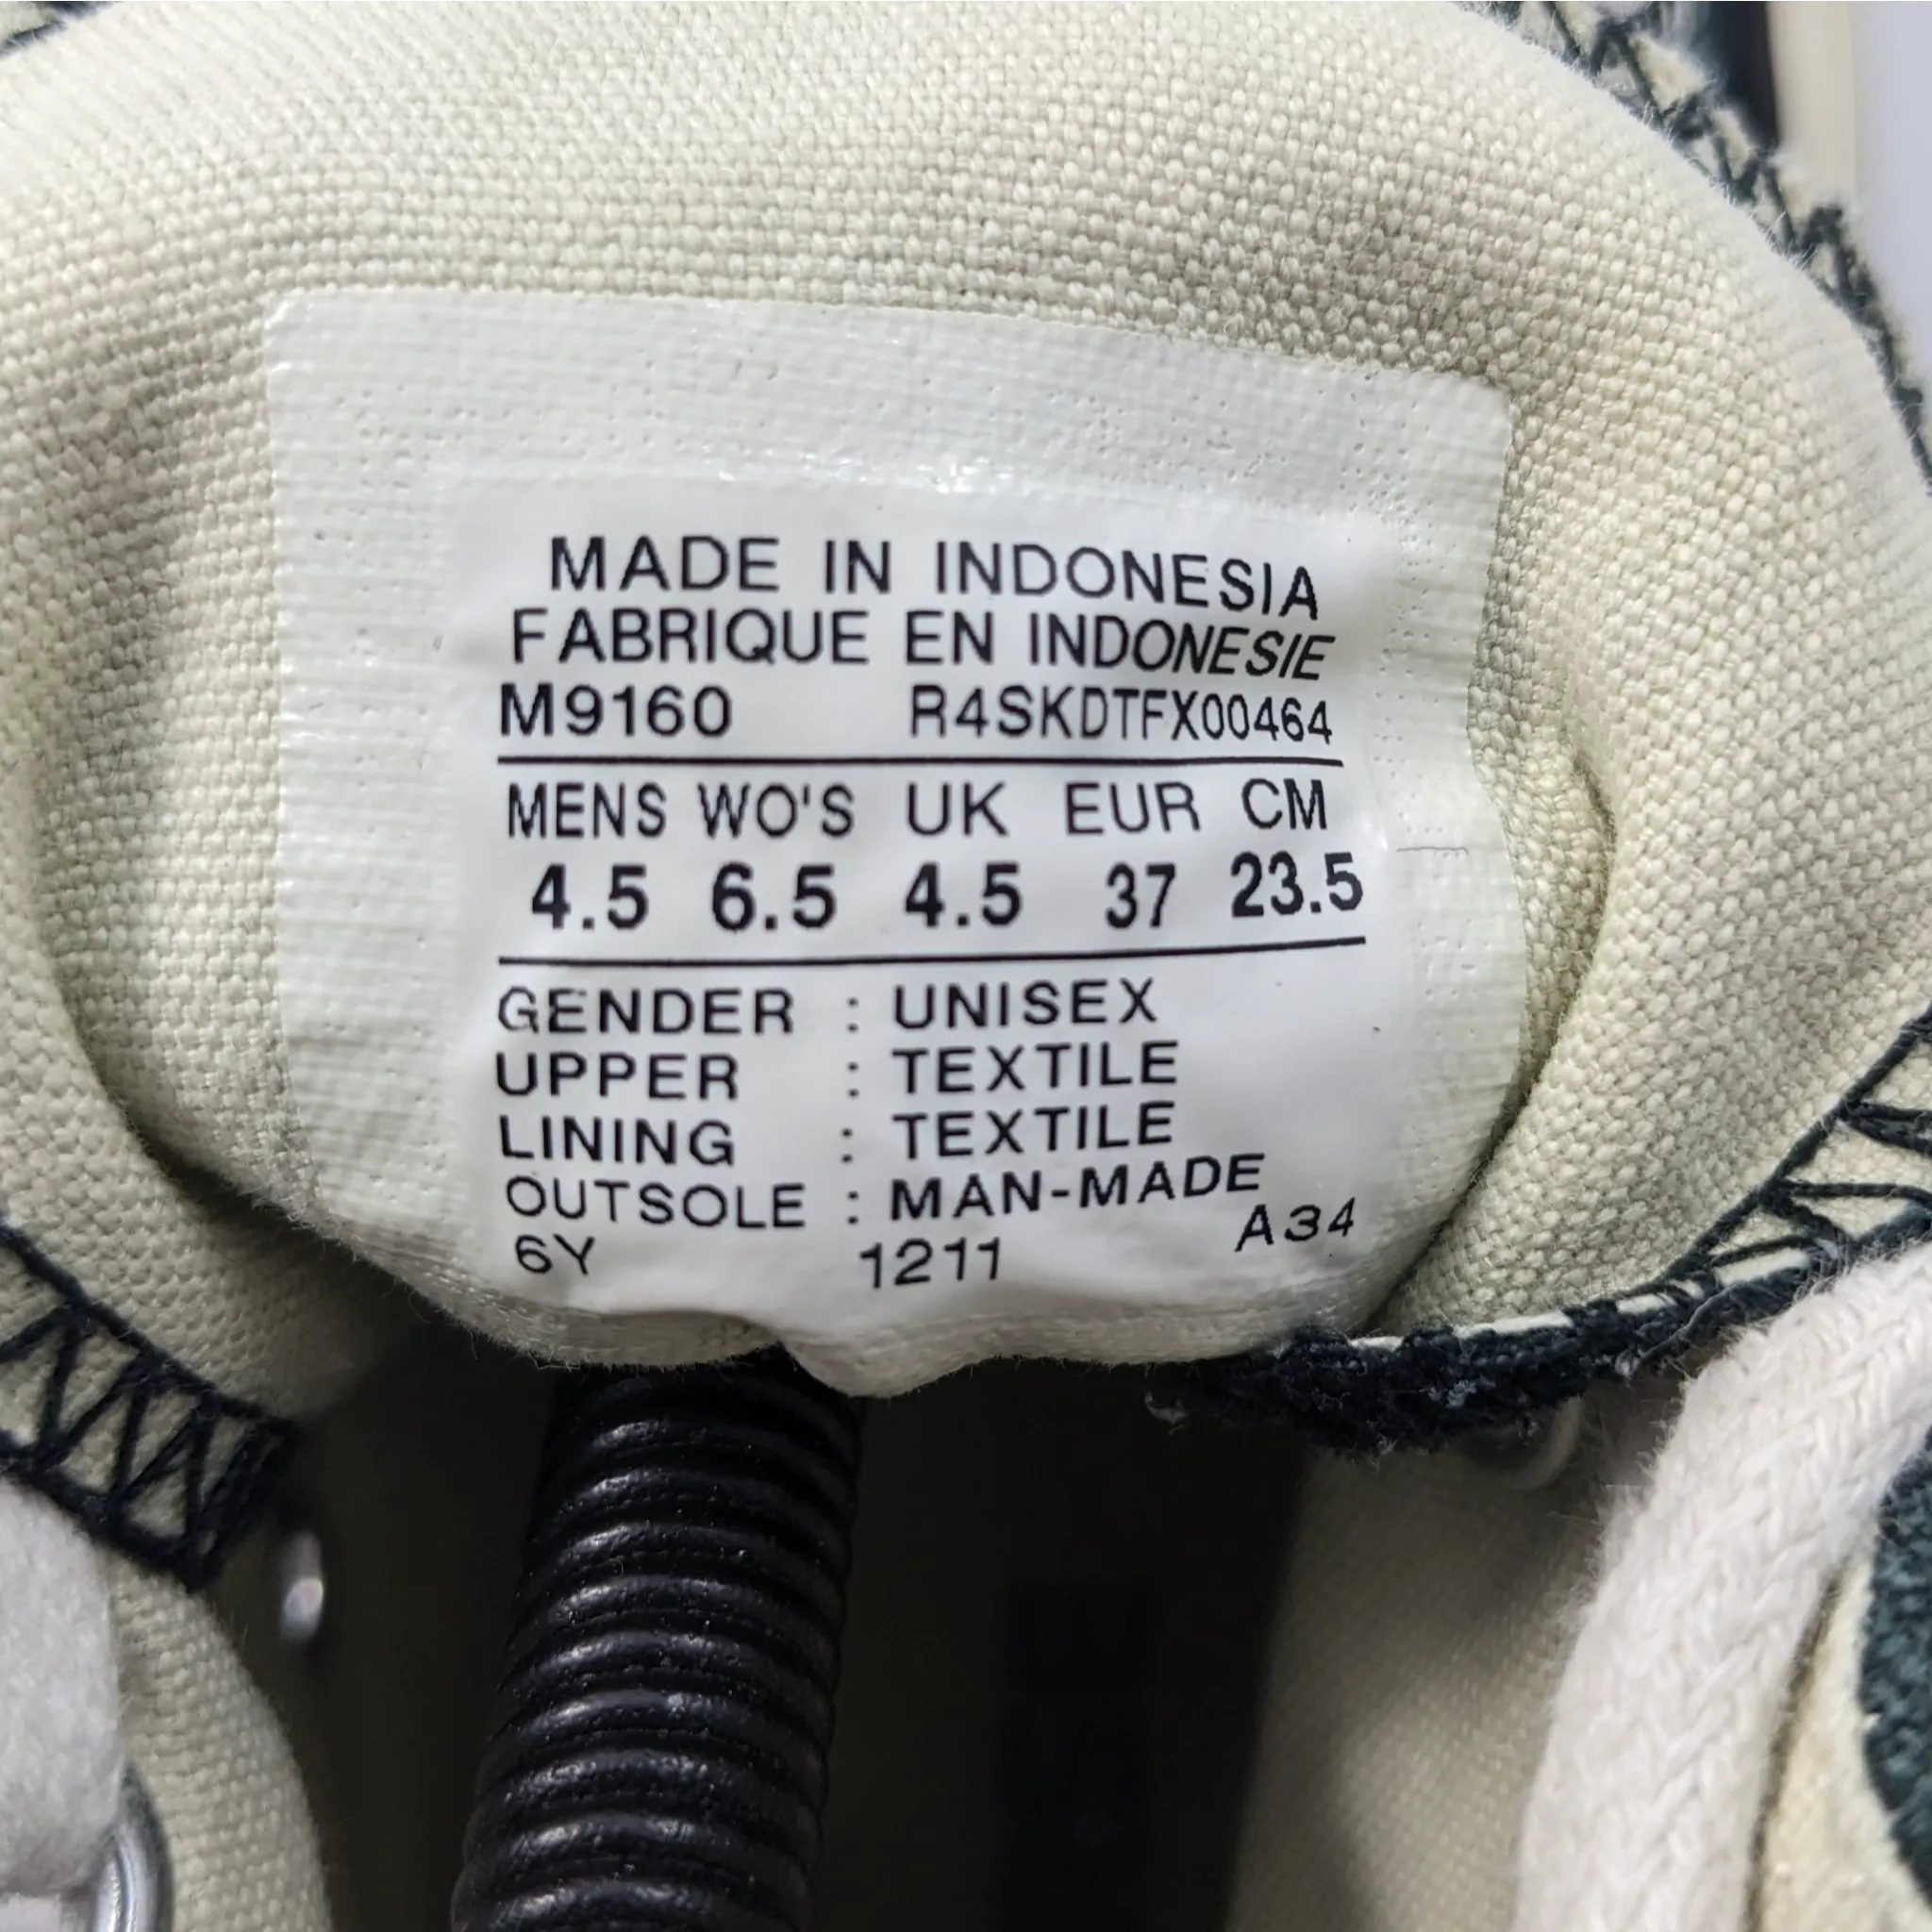 MADE IN INDONESIA
FABRIQUE EN INDONESIE
M9160 R4SKDTFX00464
MENS WO'S UK EUR CM
4.5 6.5 4.5 37 23.5
GENDER : UNISEX
UPPER : TEXTILE
LINING : TEXTILE
OUTSOLE : MAN-MADE
6Y 1211 A34